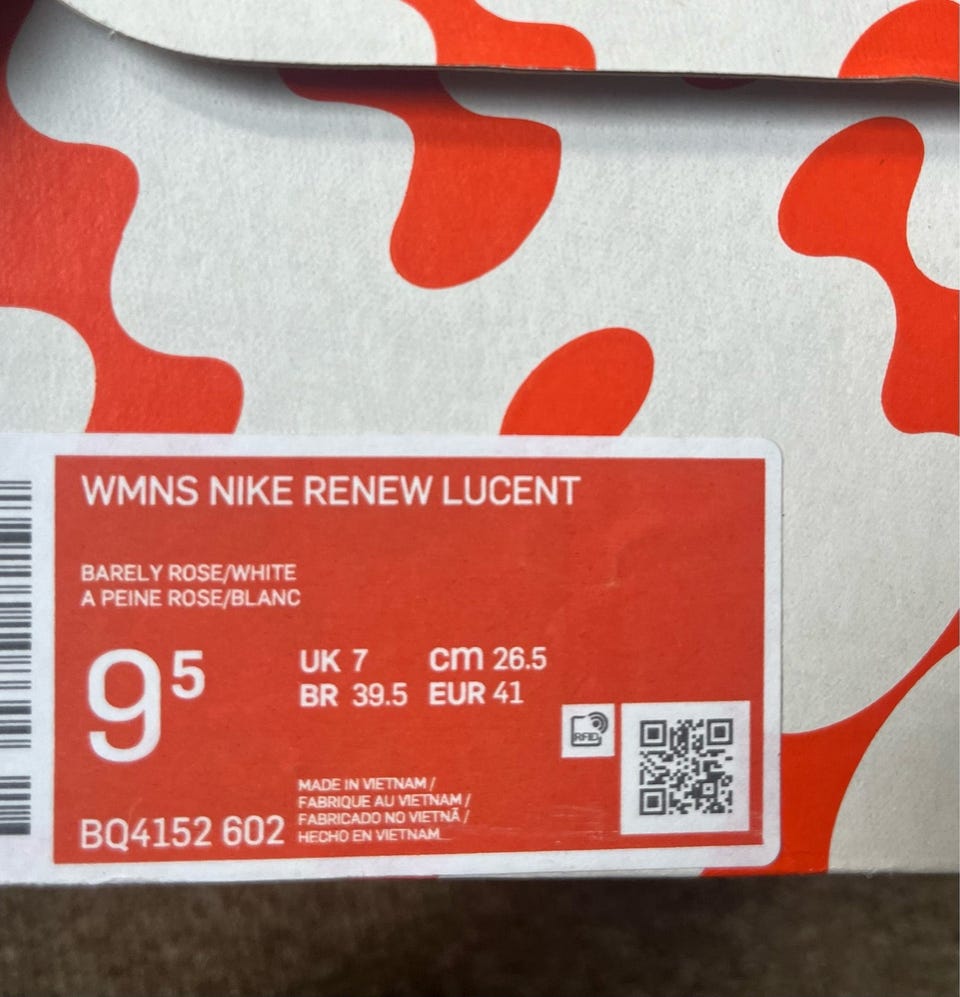 WMNS NIKE RENEW LUCENT
BARELY ROSE/WHITE
A PEINE ROSE/BLANC
9⁵
UK 7 cm 26.5
BR 39.5 EUR 41
RFID
BQ4152 602
MADE IN VIETNAM /
FABRIQUE AU VIETNAM /
FABRICADO NO VIETNÃ /
HECHO EN VIETNAM